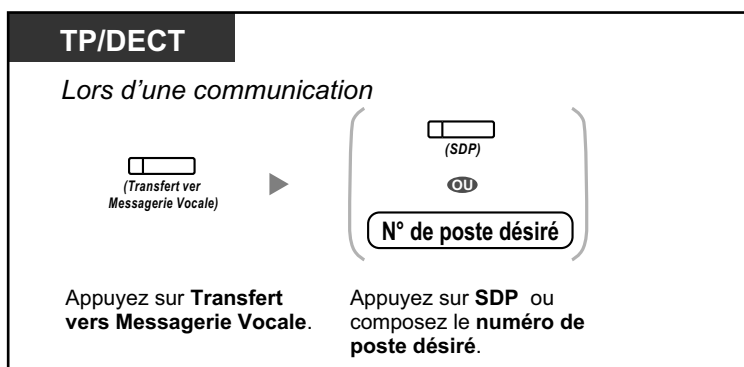 TP/DECT
Lors d'une communication
(Transfert ver
Messagerie Vocale)
(SDP)
OU
N° de poste désiré
Appuyez sur Transfert
vers Messagerie Vocale.
Appuyez sur SDP ou
composez le numéro de
poste désiré.